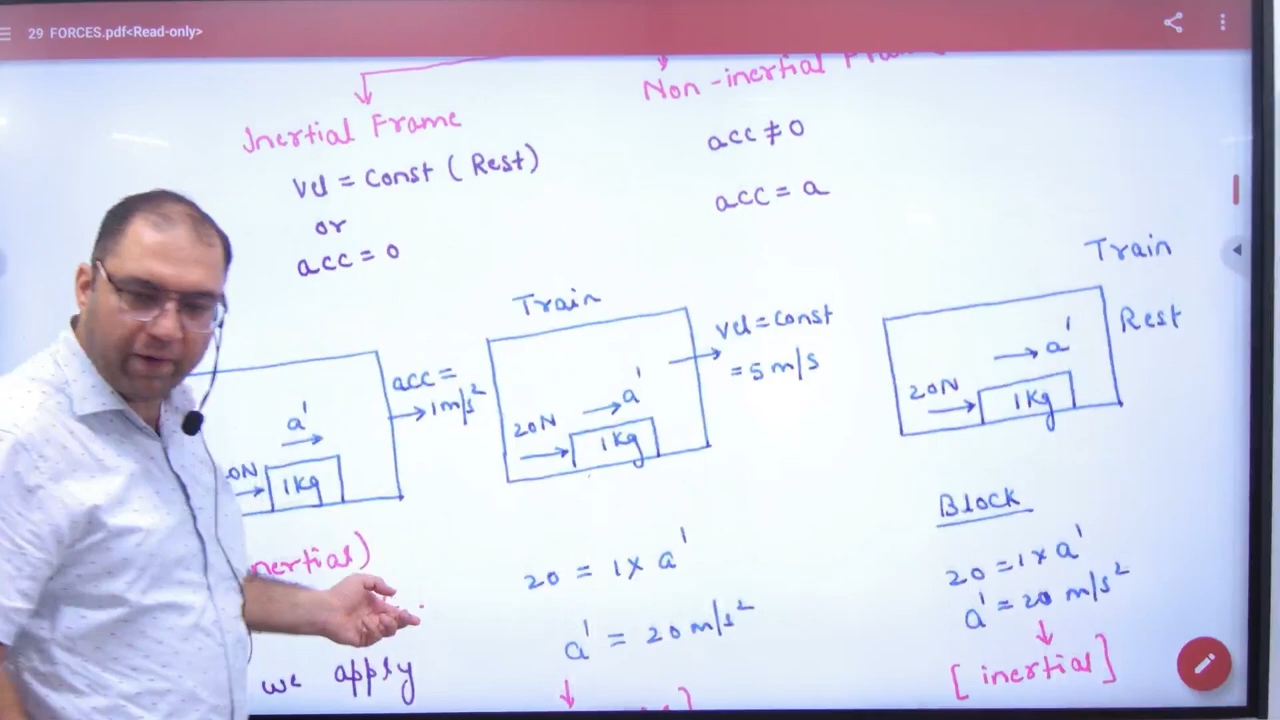 29 FORCES.pdf<Read-only>
Inertial Frame
Vel = Const (Rest)
or
acc = 0
Non-inertial
acc ≠ 0
acc = a
acc =
1 m/s²
a'
1kg
we apply
Train
vel = Const
= 5 m/s
20N
a'
1kg
20 = 1 × a'
a' = 20 m/s²
Train
Rest
20N
a'
1kg
Block
20 = 1 × a'
a' = 20 m/s²
[inertial]